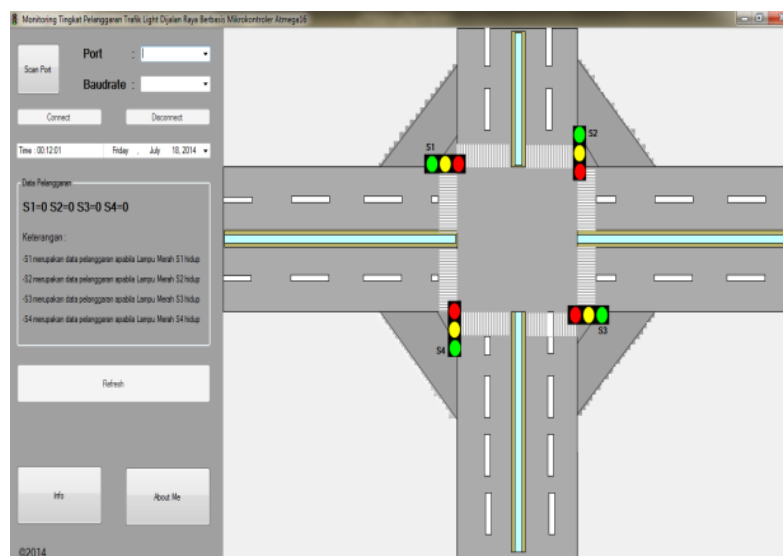 Monitoring Tingkat Pelanggaran Trafik Light Dijalan Raya Berbasis Mikrokontroler Atmega16
Scan Port
Port :
Baudrate :
Connect
Disconnect
Time : 00:12:01 Friday , July 18, 2014
Data Pelanggaran
S1=0 S2=0 S3=0 S4=0
Keterangan :
-S1 merupakan data pelanggaran apabila Lampu Merah S1 hidup
-S2 merupakan data pelanggaran apabila Lampu Merah S2 hidup
-S3 merupakan data pelanggaran apabila Lampu Merah S3 hidup
-S4 merupakan data pelanggaran apabila Lampu Merah S4 hidup
Refresh
Info
About Me
©2014
S1
S2
S3
S4